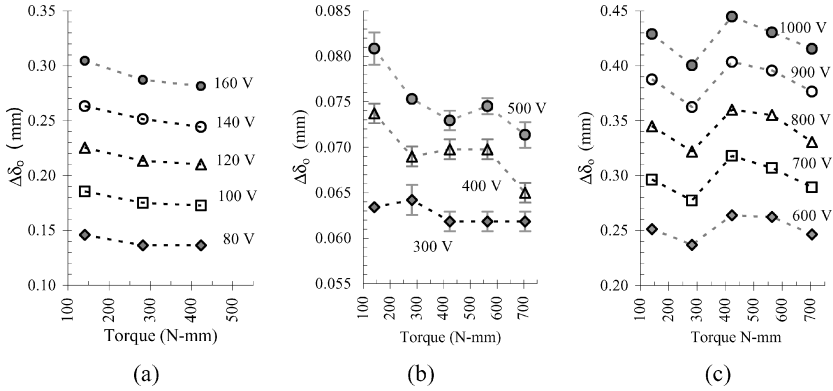 0.35
0.30
0.25
0.20
0.15
0.10
Δδₒ (mm)
160 V
140 V
120 V
100 V
80 V
100
200
300
400
500
Torque (N-mm)
(a)
0.085
0.080
0.075
0.070
0.065
0.060
0.055
Δδₒ (mm)
500 V
400 V
300 V
100
200
300
400
500
600
700
Torque (N-mm)
(b)
0.45
0.40
0.35
0.30
0.25
0.20
Δδₒ (mm)
1000 V
900 V
800 V
700 V
600 V
100
200
300
400
500
600
700
Torque N-mm
(c)